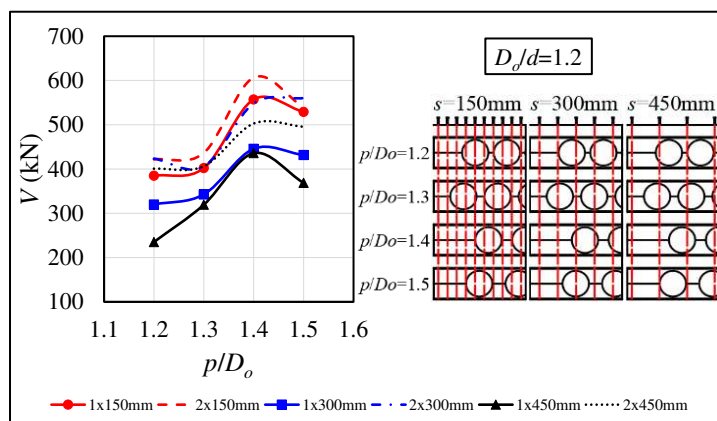 700
600
500
400
300
200
100
V (kN)
1.1 1.2 1.3 1.4 1.5 1.6
p/Do
Do/d=1.2
s=150mm s=300mm s=450mm
p/Do=1.2
p/Do=1.3
p/Do=1.4
p/Do=1.5
1x150mm 2x150mm 1x300mm 2x300mm 1x450mm 2x450mm